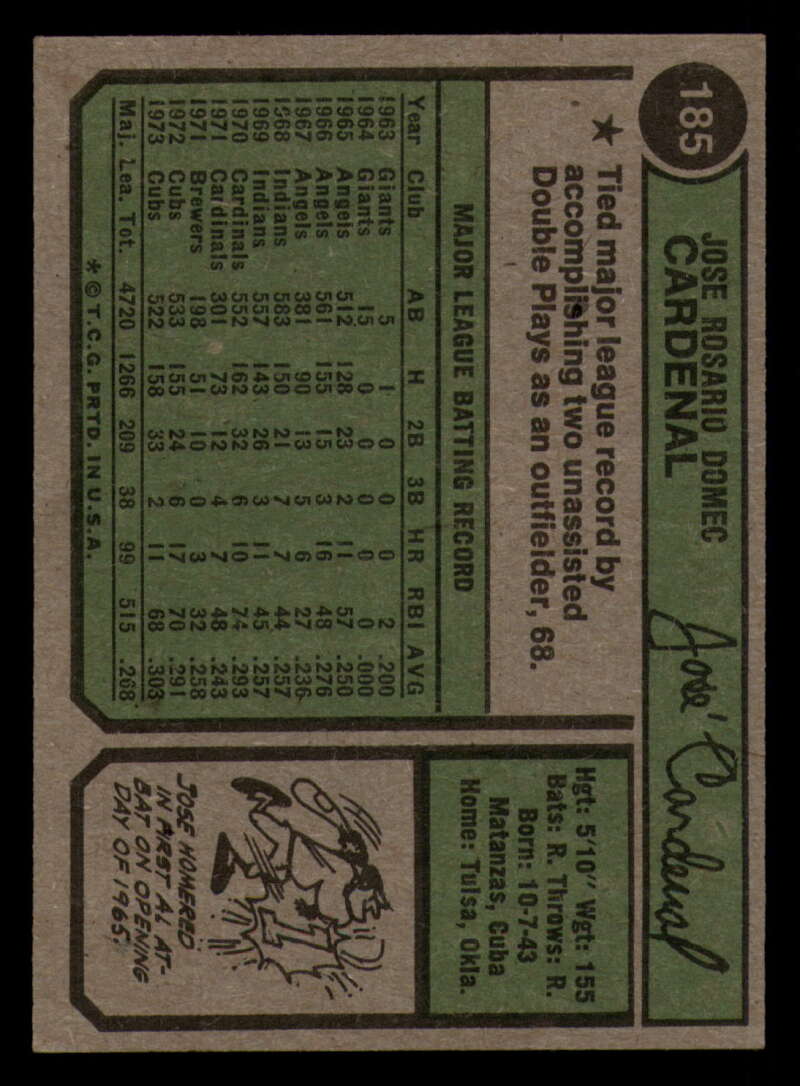 185
JOSE ROSARIO DOMEC
CARDENAL
José Cardenal
★ Tied major league record by
accomplishing two unassisted
Double Plays as an outfielder, 68.
Hgt: 5'10" Wgt: 155
Bats: R. Throws: R.
Born: 10-7-43
Matanzas, Cuba
Home: Tulsa, Okla.
MAJOR LEAGUE BATTING RECORD
Year Club AB H 2B 3B HR RBI AVG
1963 Giants 5 1 0 0 0 2 .200
1964 Giants 15 0 0 0 0 0 .000
1965 Angels 512 128 23 2 11 57 .250
1966 Angels 561 155 15 3 16 48 .276
1967 Angels 381 90 13 5 6 27 .236
1968 Indians 583 150 21 7 7 44 .257
1969 Indians 557 143 26 3 11 45 .257
1970 Cardinals 552 162 32 6 10 74 .293
1971 Cardinals 301 73 12 4 7 48 .243
1971 Brewers 198 51 10 0 3 32 .258
1972 Cubs 533 155 24 6 17 70 .291
1973 Cubs 522 158 33 2 11 68 .303
Maj. Lea. Tot. 4720 1266 209 38 99 515 .268
* © T.C.G. PRTD. IN U.S.A.
JOSE HOMERED
IN FIRST AL AT-
BAT ON OPENING
DAY OF 1965.